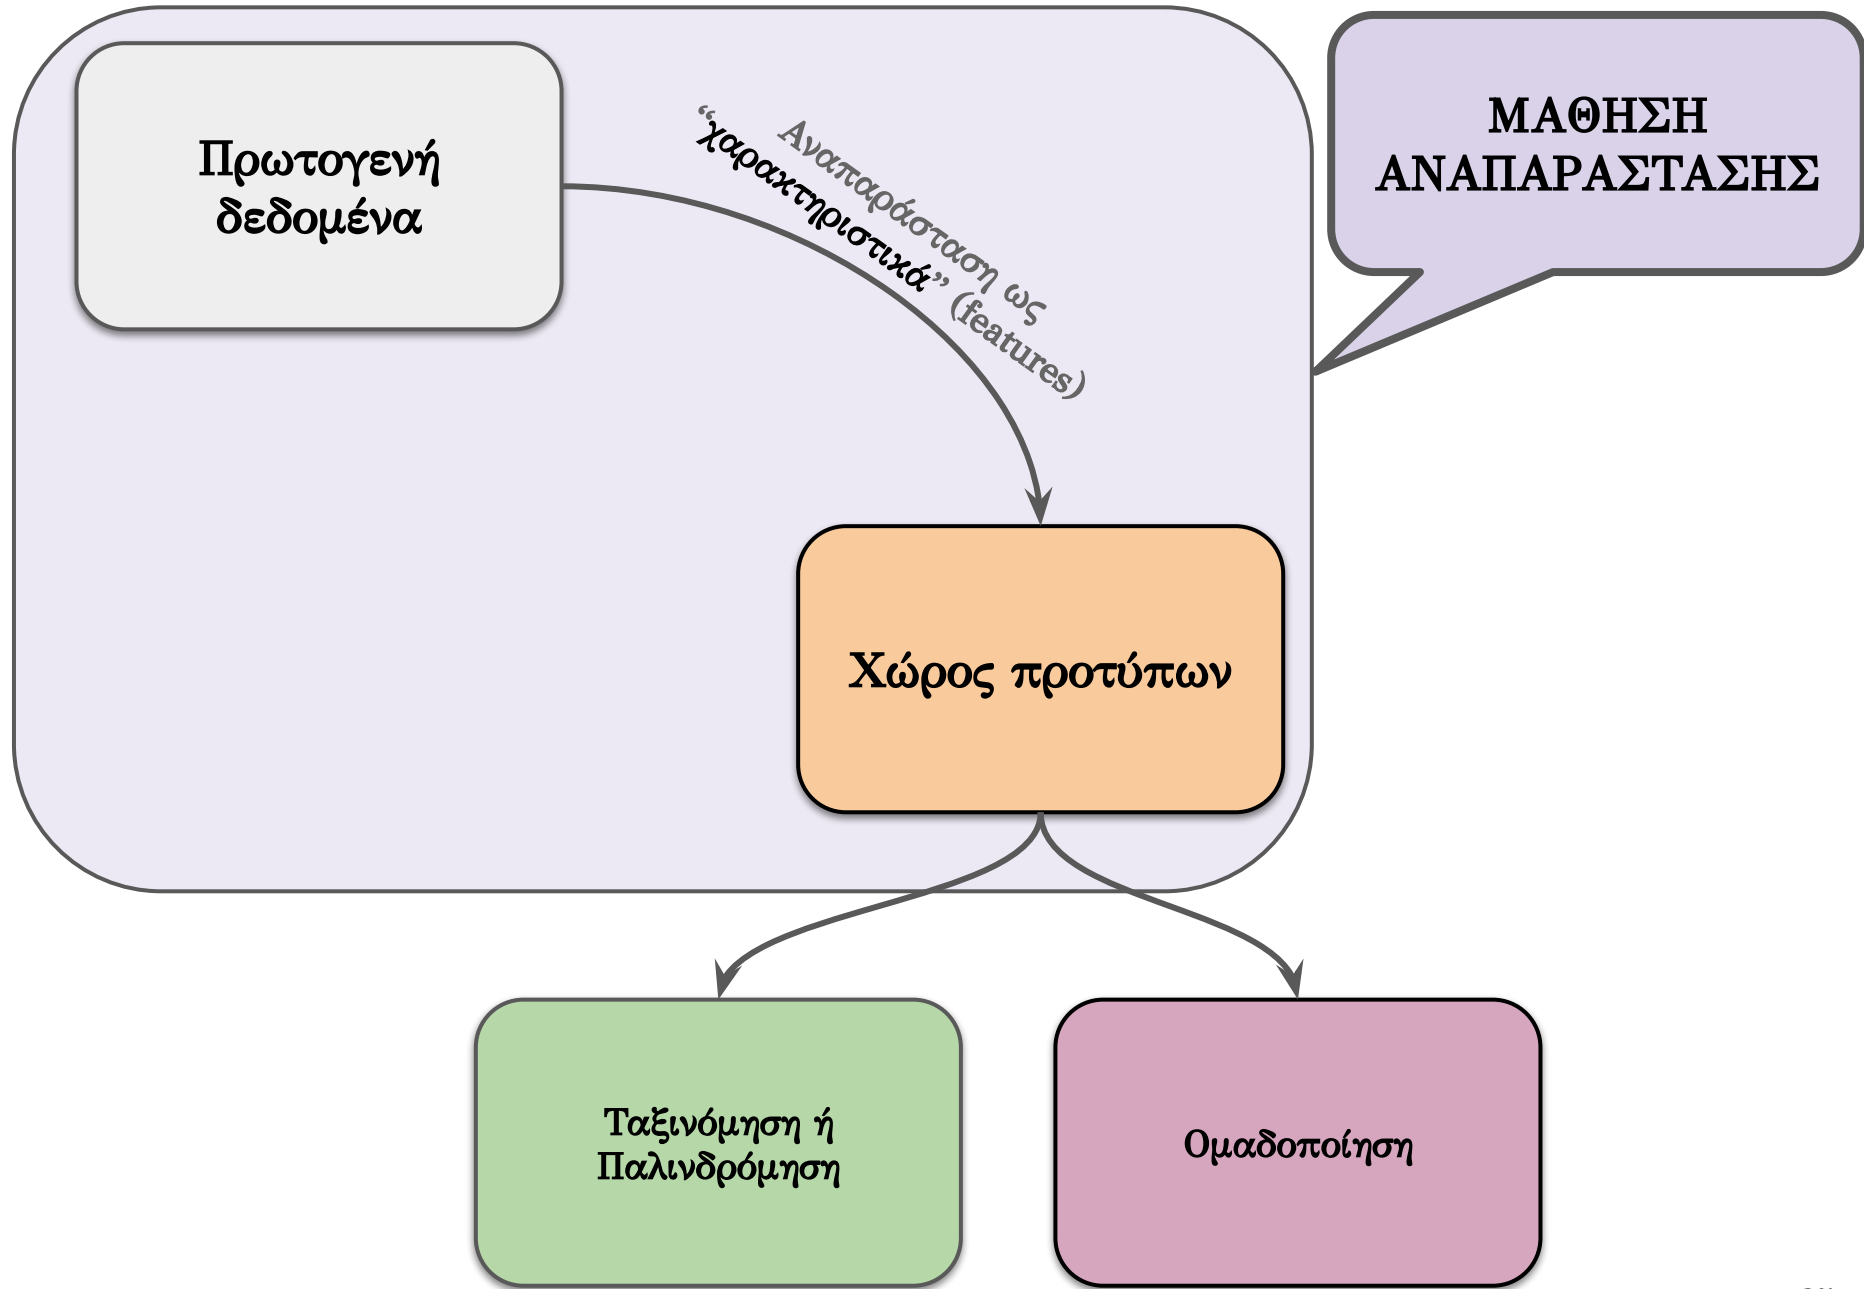 Πρωτογενή
δεδομένα
Αναπαράσταση ως
“χαρακτηριστικά” (features)
ΜΑΘΗΣΗ
ΑΝΑΠΑΡΑΣΤΑΣΗΣ
Χώρος προτύπων
Ταξινόμηση ή
Παλινδρόμηση
Ομαδοποίηση